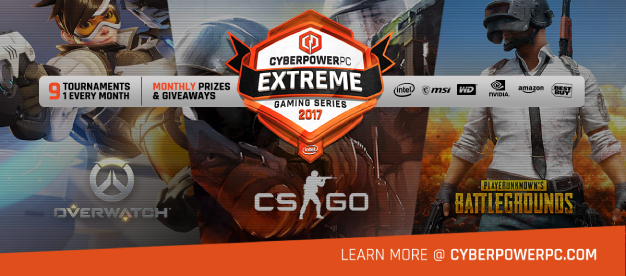 CYBERPOWERPC
EXTREME
GAMING SERIES
2017
intel
9 TOURNAMENTS
1 EVERY MONTH
MONTHLY PRIZES
& GIVEAWAYS
intel msi WD NVIDIA. amazon BEST BUY
OVERWATCH
CS GO
PLAYERUNKNOWN'S
BATTLEGROUNDS
LEARN MORE @ CYBERPOWERPC.COM